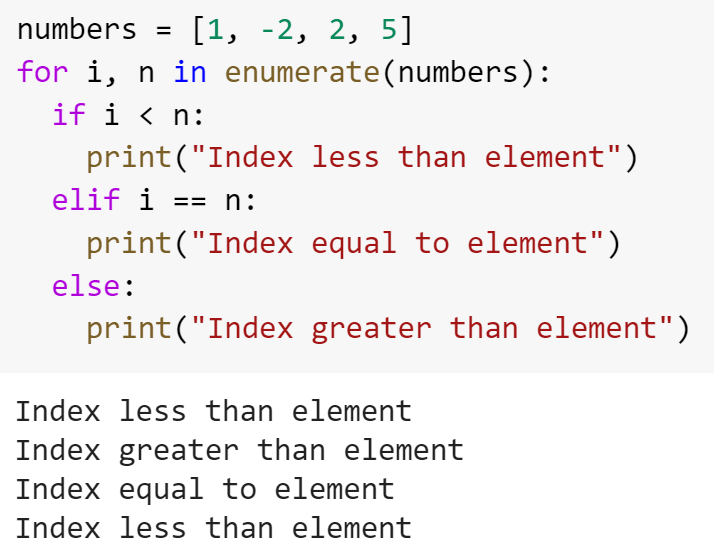 numbers = [1, -2, 2, 5]
for i, n in enumerate(numbers):
  if i < n:
    print("Index less than element")
  elif i == n:
    print("Index equal to element")
  else:
    print("Index greater than element")
Index less than element
Index greater than element
Index equal to element
Index less than element